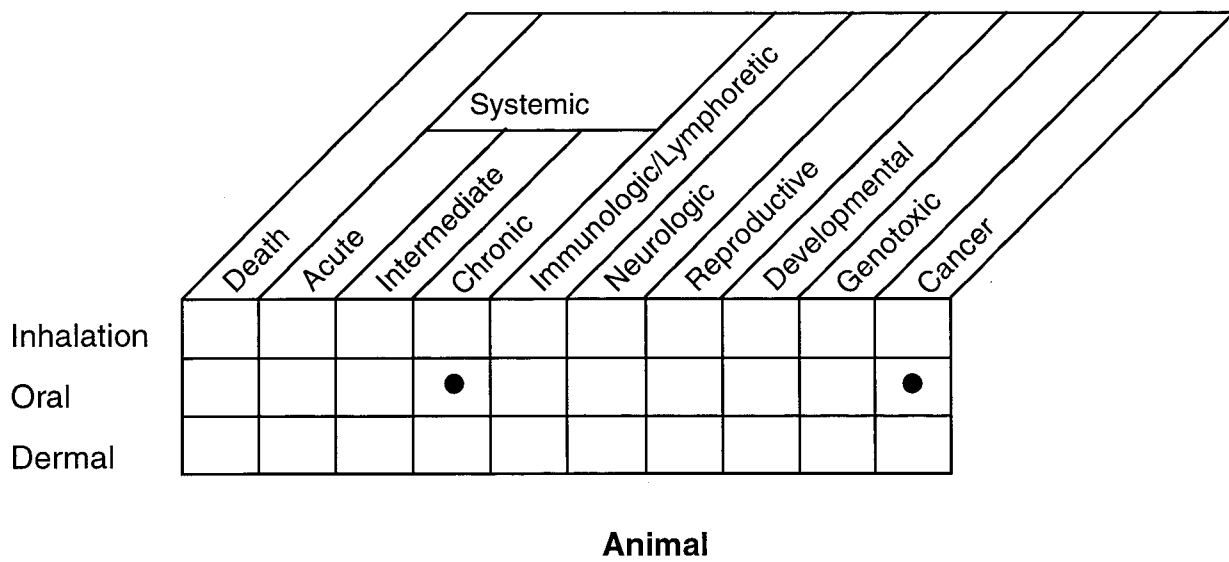 Systemic
Death
Acute
Intermediate
Chronic
Immunologic/Lymphoretic
Neurologic
Reproductive
Developmental
Genotoxic
Cancer
Inhalation
Oral
Dermal
Animal